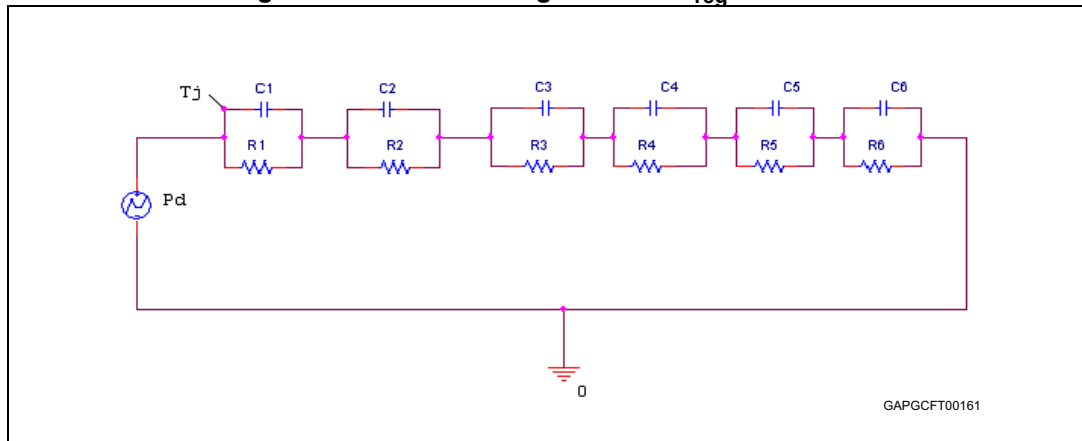 Tj
C1 C2 C3 C4 C5 C6
R1 R2 R3 R4 R5 R6
Pd
0
GAPGCFT00161